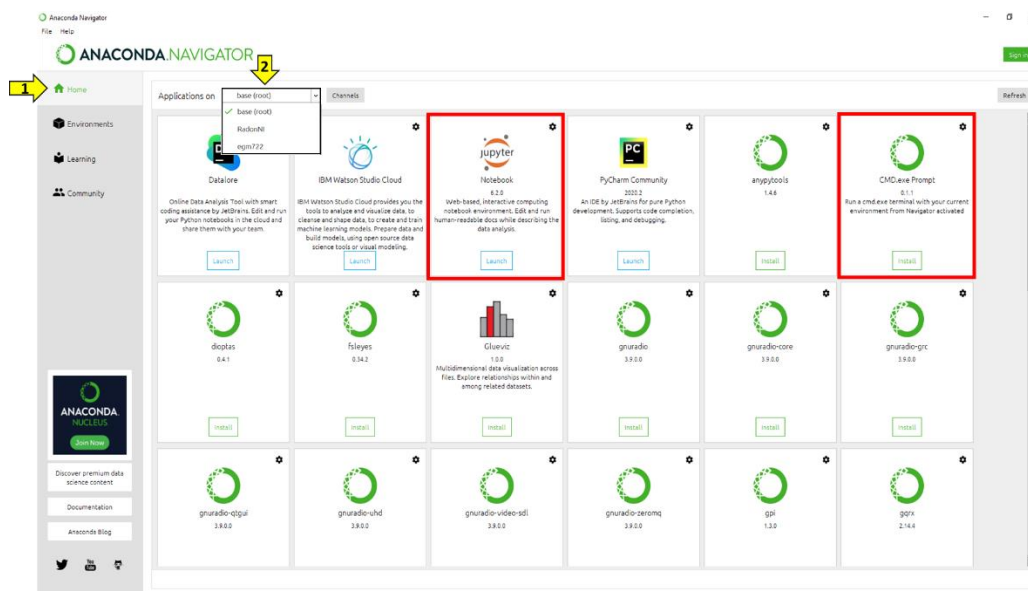 Anaconda Navigator
File Help
ANACONDA.NAVIGATOR
Sign in
1
2
Home
Environments
Learning
Community
Applications on
base (root)
Channels
Refresh
base (root)
RadonNI
egm722
Datalore
Online Data Analysis Tool with smart
coding assistance by JetBrains. Edit and run
your Python notebooks in the cloud and
share them with your team.
Launch
IBM Watson Studio Cloud
IBM Watson Studio Cloud provides you the
tools to analyze and visualize data, to
cleanse and shape data, to create and train
machine learning models. Prepare data and
build models, using open source data
science tools or visual modeling.
Launch
jupyter
Notebook
6.2.0
Web-based, interactive computing
notebook environment. Edit and run
human-readable docs while describing the
data analysis.
Launch
PC
PyCharm Community
2020.2
An IDE by JetBrains for pure Python
development. Supports code completion,
listing, and debugging.
Launch
anypytools
1.4.6
Install
CMD.exe Prompt
0.1.1
Run a cmd.exe terminal with your current
environment from Navigator activated
Install
dioptas
0.4.1
Install
fsleyes
0.34.2
Install
Glueviz
1.0.0
Multidimensional data visualization across
files. Explore relationships within and
among related datasets.
Install
gnuradio
3.9.0.0
Install
gnuradio-core
3.9.0.0
Install
gnuradio-grc
3.9.0.0
Install
gnuradio-qtgui
3.9.0.0
gnuradio-uhd
3.9.0.0
gnuradio-video-sdl
3.9.0.0
gnuradio-zeromq
3.9.0.0
gpi
1.3.0
gqrx
2.14.4
ANACONDA.
NUCLEUS
Join Now
Discover premium data
science content
Documentation
Anaconda Blog
You
Tube